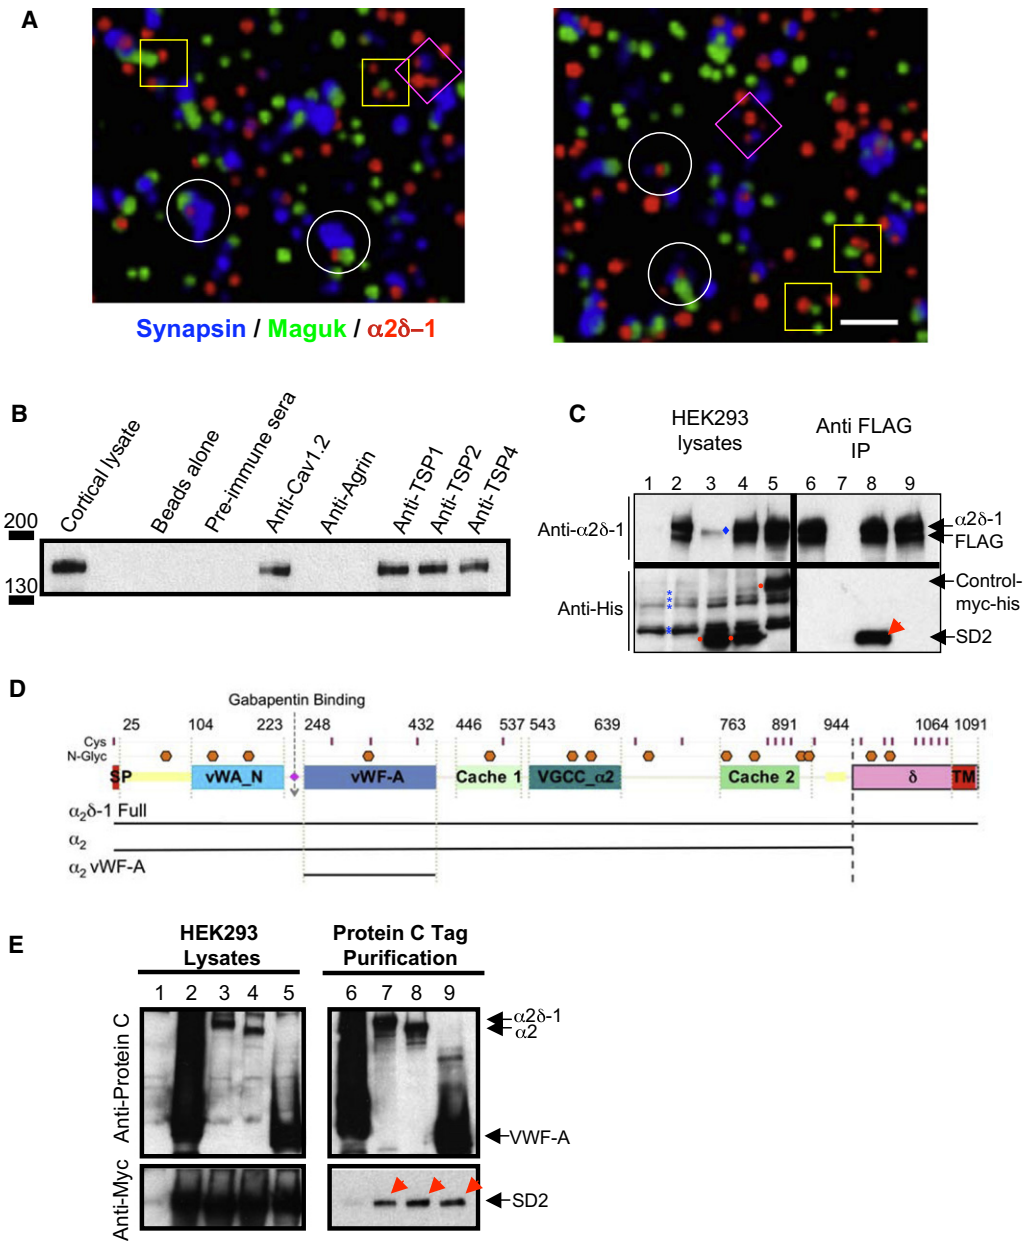 A
Synapsin / Maguk / α2δ–1
B
Cortical lysate
Beads alone
Pre-immune sera
Anti-Cav1.2
Anti-Agrin
Anti-TSP1
Anti-TSP2
Anti-TSP4
200
130
C
HEK293
lysates
Anti FLAG
IP
1 2 3 4 5 6 7 8 9
Anti-α2δ-1
α2δ-1
FLAG
Anti-His
Control-
myc-his
SD2
D
Gabapentin Binding
25 104 223 248 432 446 537 543 639 763 891 944 1064 1091
Cys
N-Glyc
SP vWA_N vWF-A Cache 1 VGCC_α2 Cache 2 δ TM
α₂δ-1 Full
α₂
α₂ vWF-A
E
HEK293
Lysates
Protein C Tag
Purification
1 2 3 4 5 6 7 8 9
Anti-Protein C
α2δ-1
α2
VWF-A
Anti-Myc
SD2